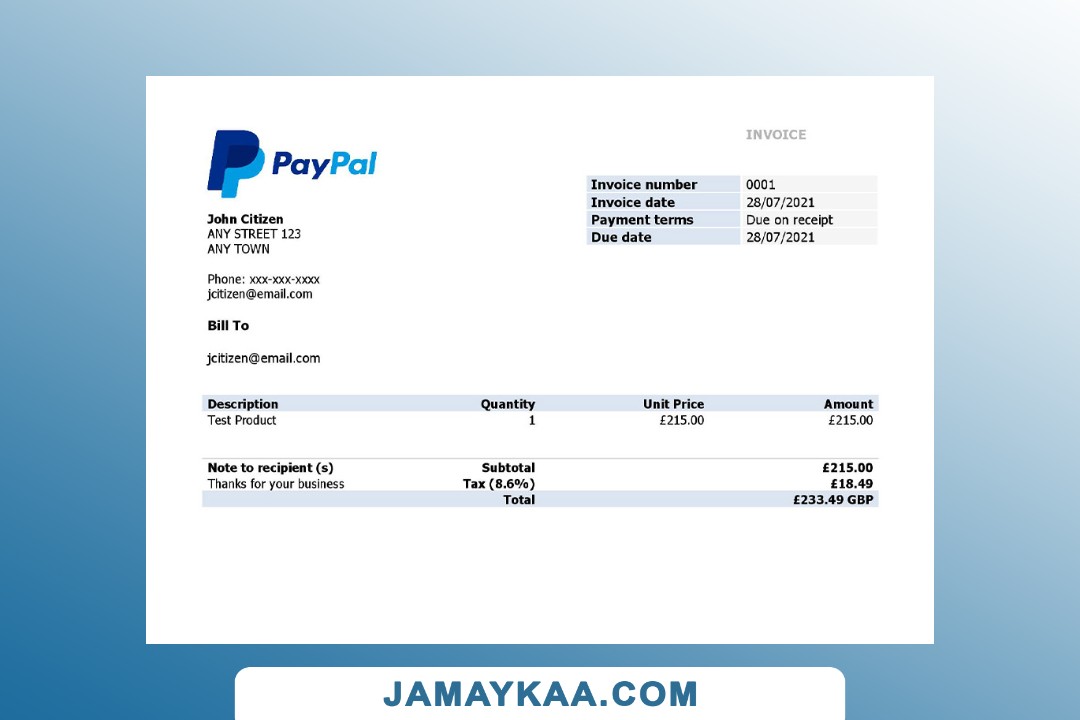 PayPal
INVOICE
Invoice number 0001
Invoice date 28/07/2021
Payment terms Due on receipt
Due date 28/07/2021
John Citizen
ANY STREET 123
ANY TOWN
Phone: xxx-xxx-xxxx
jcitizen@email.com
Bill To
jcitizen@email.com
Description Quantity Unit Price Amount
Test Product 1 £215.00 £215.00
Note to recipient (s) Subtotal £215.00
Thanks for your business Tax (8.6%) £18.49
Total £233.49 GBP
JAMAYKAA.COM